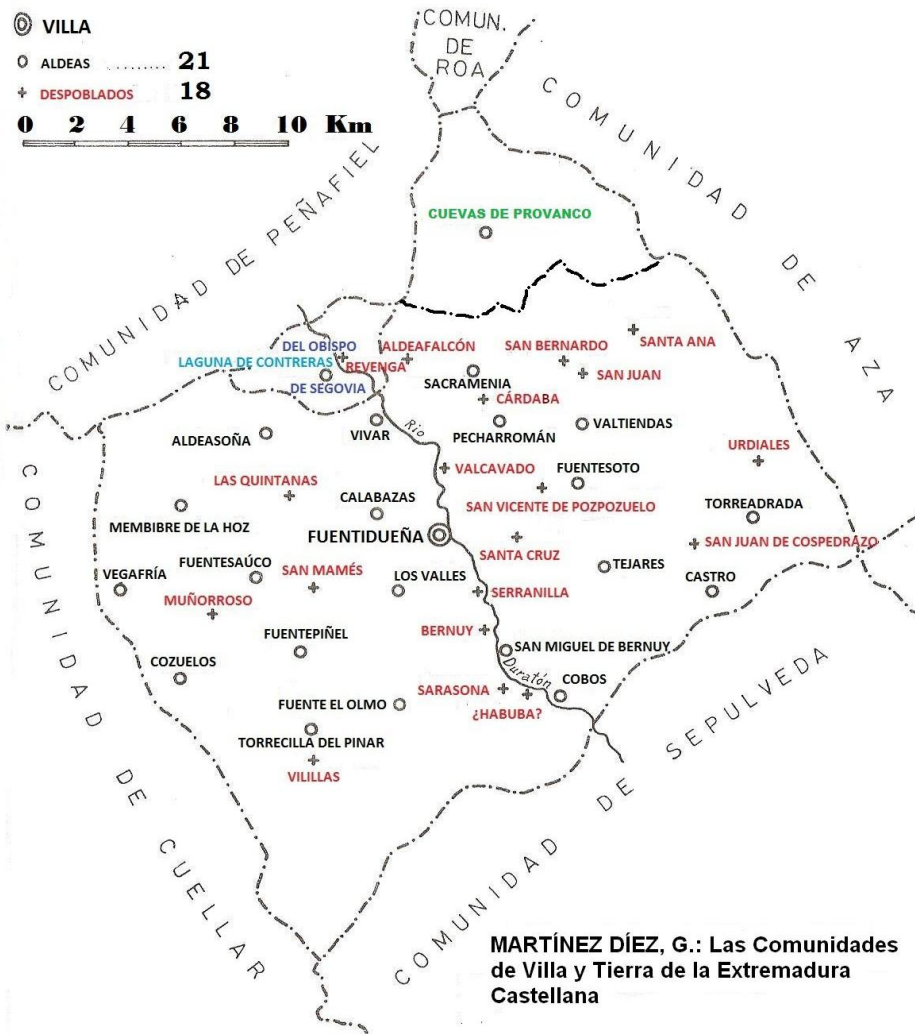 VILLA
ALDEAS .......... 21
DESPOBLADOS 18
0 2 4 6 8 10 Km
COMUN.
DE
ROA
COMUNIDAD DE PEÑAFIEL
COMUNIDAD DE AZA
CUEVAS DE PROVANCO
DEL OBISPO
ALDEAFALCÓN
SAN BERNARDO
SANTA ANA
LAGUNA DE CONTRERAS
REVENGA
SACRAMENIA
SAN JUAN
DE SEGOVIA
CÁRDABA
ALDEASOÑA
VIVAR
Rio
PECHARROMÁN
VALTIENDAS
URDIALES
LAS QUINTANAS
VALCAVADO
FUENTESOTO
CALABAZAS
SAN VICENTE DE POZPOZUELO
TORREADRADA
MEMBIBRE DE LA HOZ
FUENTIDUEÑA
SANTA CRUZ
SAN JUAN DE COSPEDRAZO
FUENTESAÚCO
VEGAFRÍA
SAN MAMÉS
LOS VALLES
TEJARES
CASTRO
MUÑORROSO
SERRANILLA
FUENTEPIÑEL
BERNUY
SAN MIGUEL DE BERNUY
COZUELOS
Duratón
SARASONA
COBOS
FUENTE EL OLMO
¿HABUBA?
TORRECILLA DEL PINAR
VILILLAS
COMUNIDAD DE CUELLAR
COMUNIDAD DE SEPULVEDA
MARTÍNEZ DÍEZ, G.: Las Comunidades
de Villa y Tierra de la Extremadura
Castellana